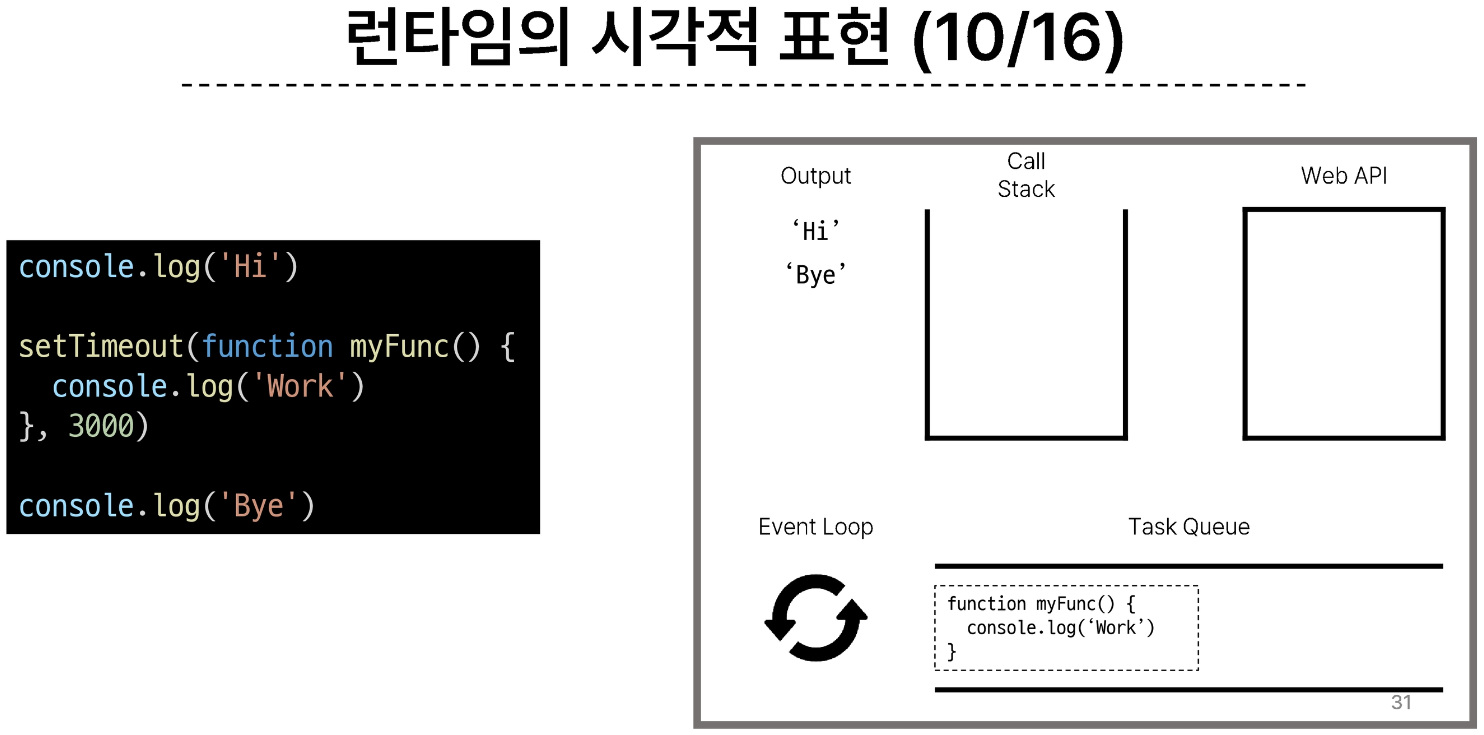 런타임의 시각적 표현 (10/16)
console.log('Hi')
setTimeout(function myFunc() {
  console.log('Work')
}, 3000)
console.log('Bye')
Output
‘Hi’
‘Bye’
Call
Stack
Web API
Event Loop
Task Queue
function myFunc() {
  console.log(‘Work’)
}
31